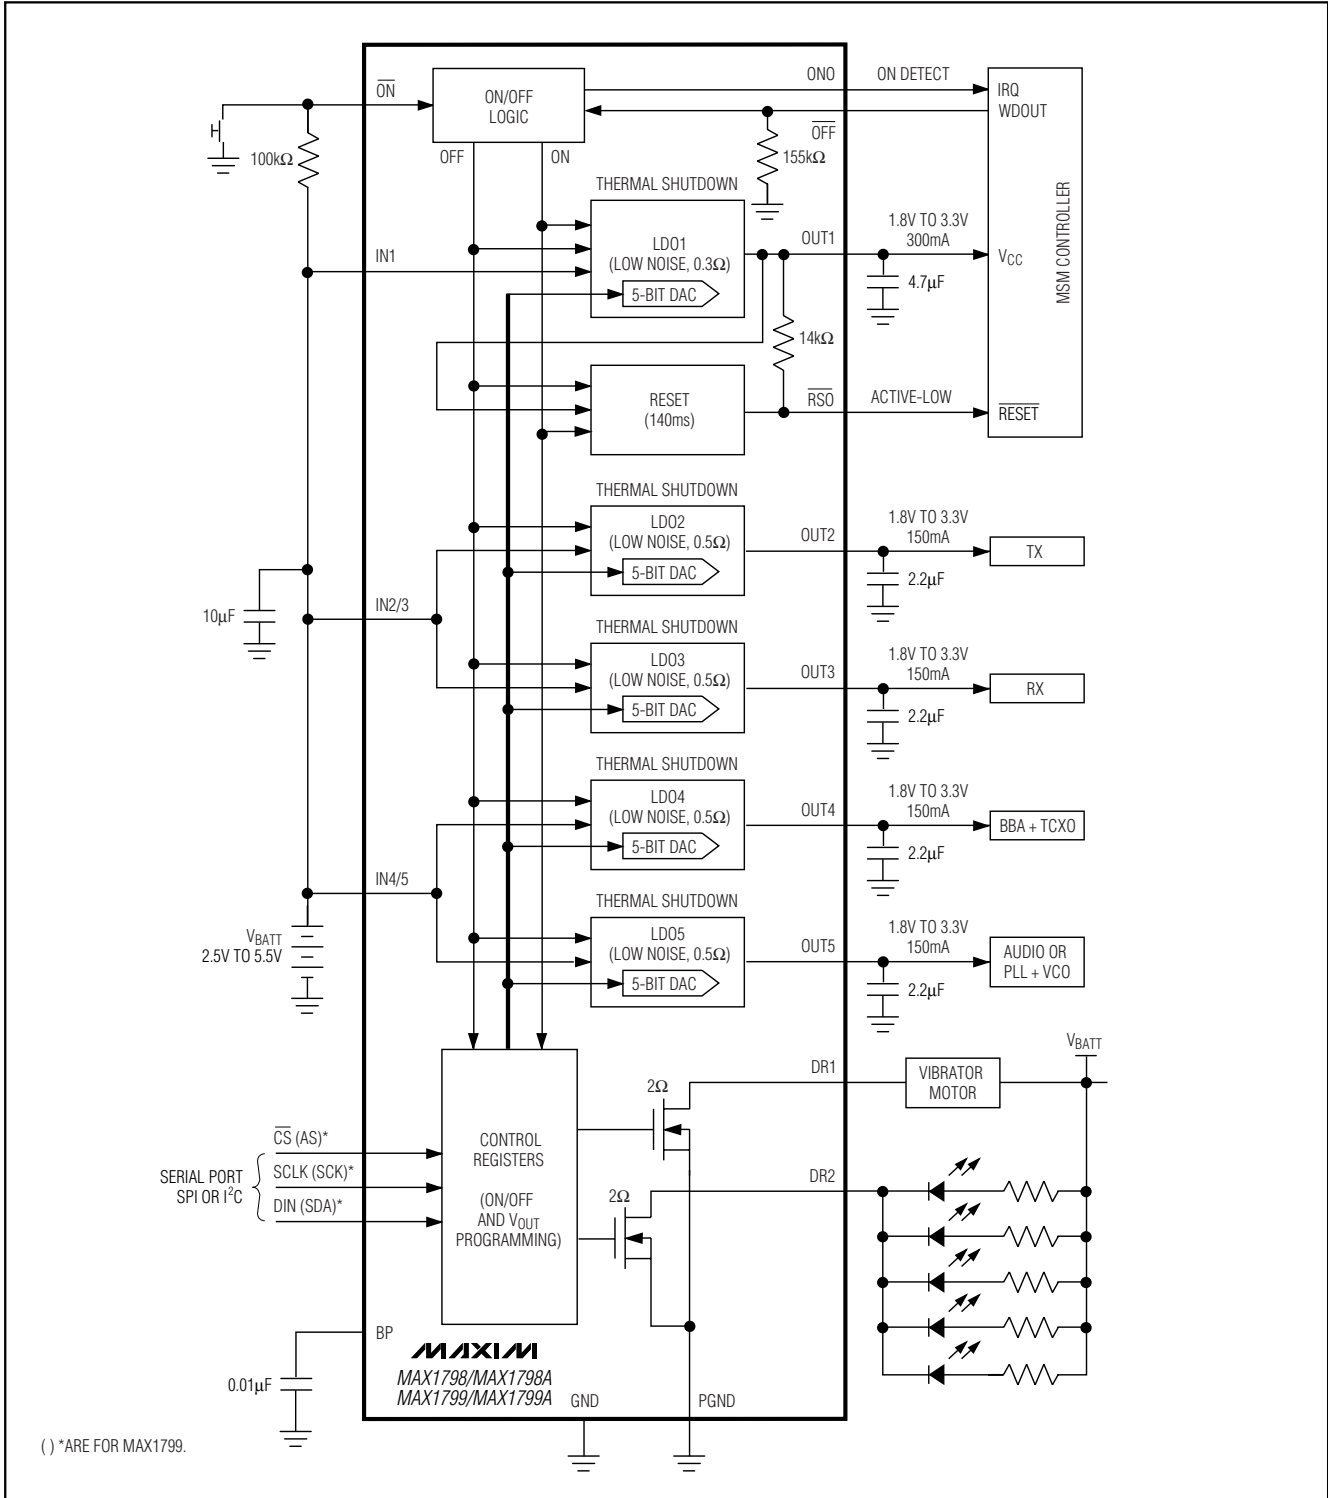 ON
ON/OFF
LOGIC
ONO
ON DETECT
IRQ
WDOUT
OFF
100kΩ
OFF
ON
155kΩ
MSM CONTROLLER
THERMAL SHUTDOWN
IN1
LDO1
(LOW NOISE, 0.3Ω)
5-BIT DAC
OUT1
1.8V TO 3.3V
300mA
VCC
4.7µF
14kΩ
RESET
(140ms)
RSO
ACTIVE-LOW
RESET
THERMAL SHUTDOWN
LDO2
(LOW NOISE, 0.5Ω)
5-BIT DAC
OUT2
1.8V TO 3.3V
150mA
TX
2.2µF
10µF
IN2/3
THERMAL SHUTDOWN
LDO3
(LOW NOISE, 0.5Ω)
5-BIT DAC
OUT3
1.8V TO 3.3V
150mA
RX
2.2µF
THERMAL SHUTDOWN
LDO4
(LOW NOISE, 0.5Ω)
5-BIT DAC
OUT4
1.8V TO 3.3V
150mA
BBA + TCXO
2.2µF
IN4/5
THERMAL SHUTDOWN
LDO5
(LOW NOISE, 0.5Ω)
5-BIT DAC
OUT5
1.8V TO 3.3V
150mA
AUDIO OR
PLL + VCO
2.2µF
VBATT
2.5V TO 5.5V
VBATT
DR1
VIBRATOR
MOTOR
2Ω
CONTROL
REGISTERS
(ON/OFF
AND VOUT
PROGRAMMING)
CS (AS)*
SCLK (SCK)*
DIN (SDA)*
SERIAL PORT
SPI OR I²C
2Ω
DR2
BP
0.01µF
MAXIM
MAX1798/MAX1798A
MAX1799/MAX1799A
GND
PGND
( ) *ARE FOR MAX1799.